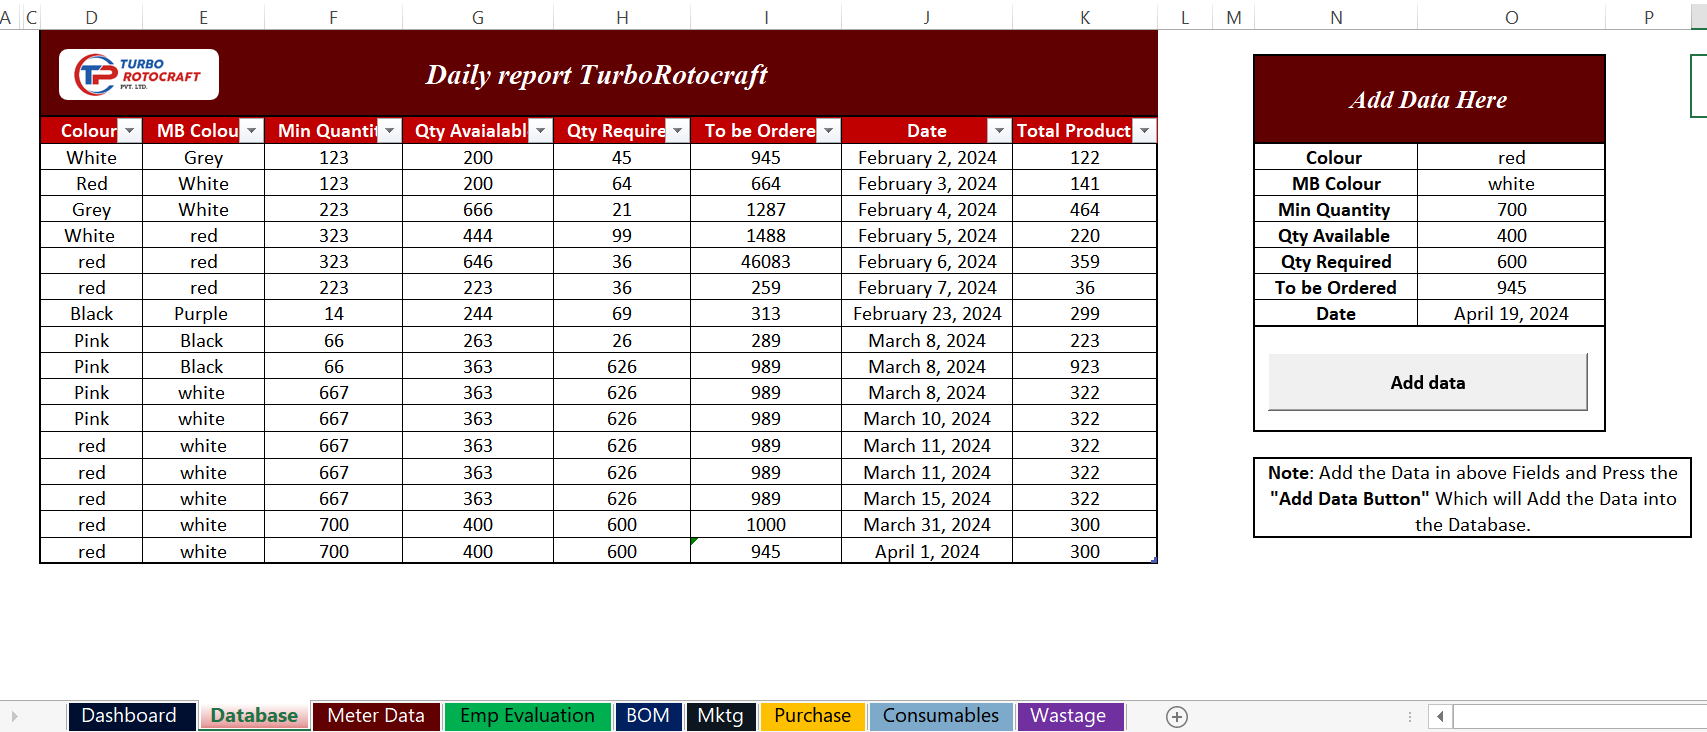 A C D E F G H I J K L M N O P
TURBO
ROTOCRAFT
PVT. LTD.
Daily report TurboRotocraft
Colour MB Colou Min Quantit Qty Avaialabl Qty Require To be Ordere Date Total Product
White Grey 123 200 45 945 February 2, 2024 122
Red White 123 200 64 664 February 3, 2024 141
Grey White 223 666 21 1287 February 4, 2024 464
White red 323 444 99 1488 February 5, 2024 220
red red 323 646 36 46083 February 6, 2024 359
red red 223 223 36 259 February 7, 2024 36
Black Purple 14 244 69 313 February 23, 2024 299
Pink Black 66 263 26 289 March 8, 2024 223
Pink Black 66 363 626 989 March 8, 2024 923
Pink white 667 363 626 989 March 8, 2024 322
Pink white 667 363 626 989 March 10, 2024 322
red white 667 363 626 989 March 11, 2024 322
red white 667 363 626 989 March 11, 2024 322
red white 667 363 626 989 March 15, 2024 322
red white 700 400 600 1000 March 31, 2024 300
red white 700 400 600 945 April 1, 2024 300
Add Data Here
Colour red
MB Colour white
Min Quantity 700
Qty Available 400
Qty Required 600
To be Ordered 945
Date April 19, 2024
Add data
Note: Add the Data in above Fields and Press the
"Add Data Button" Which will Add the Data into
the Database.
Dashboard Database Meter Data Emp Evaluation BOM Mktg Purchase Consumables Wastage